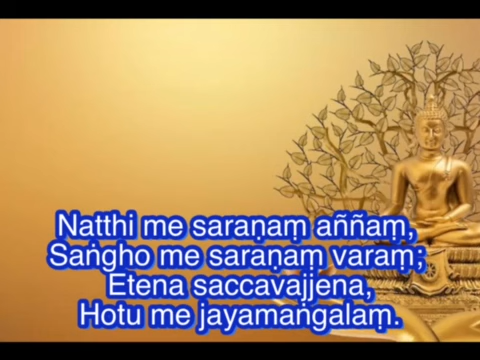 Natthi me saraṇaṃ aññaṃ,
Saṅgho me saraṇaṃ varaṃ;
Etena saccavajjena,
Hotu me jayamaṅgalaṃ.